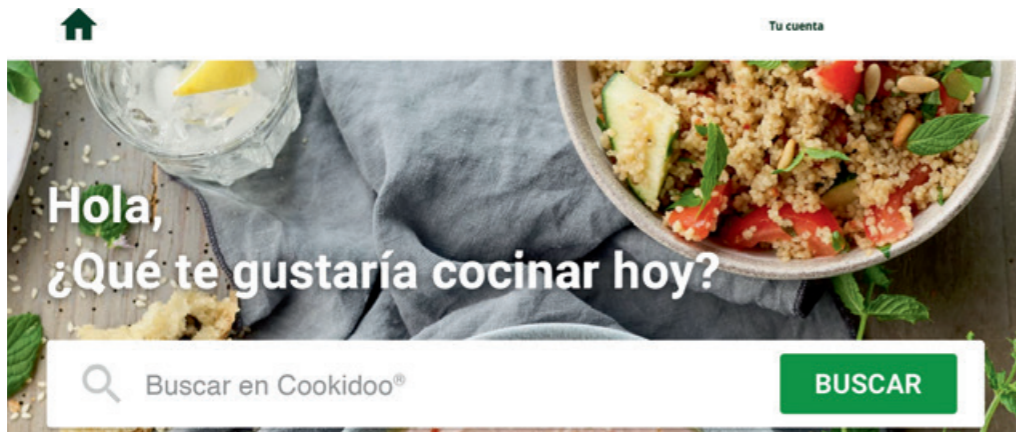 Tu cuenta
Hola,
¿Qué te gustaría cocinar hoy?
Buscar en Cookidoo®
BUSCAR